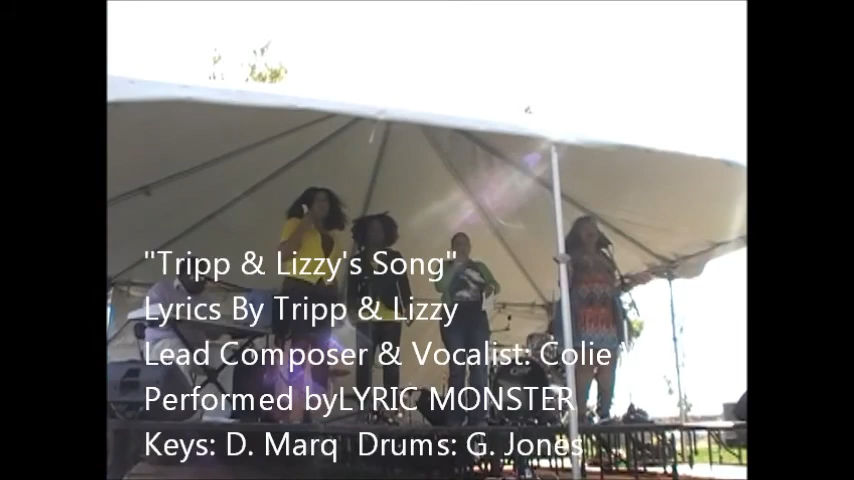 "Tripp & Lizzy's Song"
Lyrics By Tripp & Lizzy
Lead Composer & Vocalist: Colie
Performed byLYRIC MONSTER
Keys: D. Marq  Drums: G. Jones